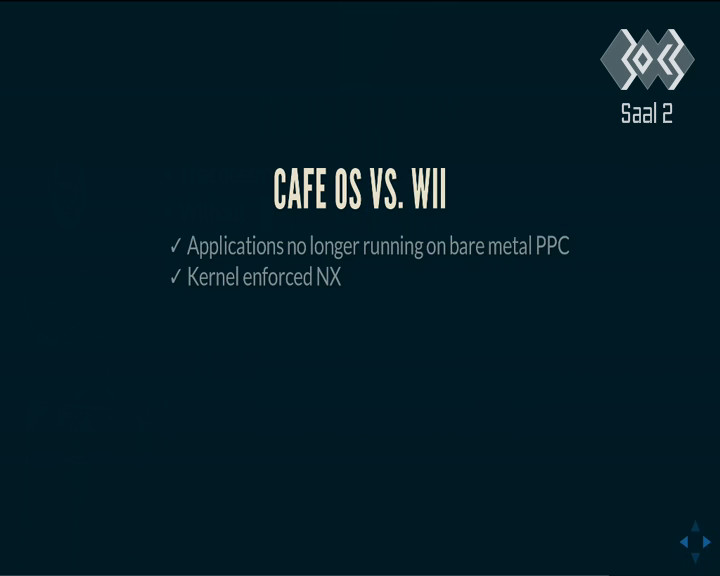 Saal 2
CAFE OS VS. WII
✓ Applications no longer running on bare metal PPC
✓ Kernel enforced NX